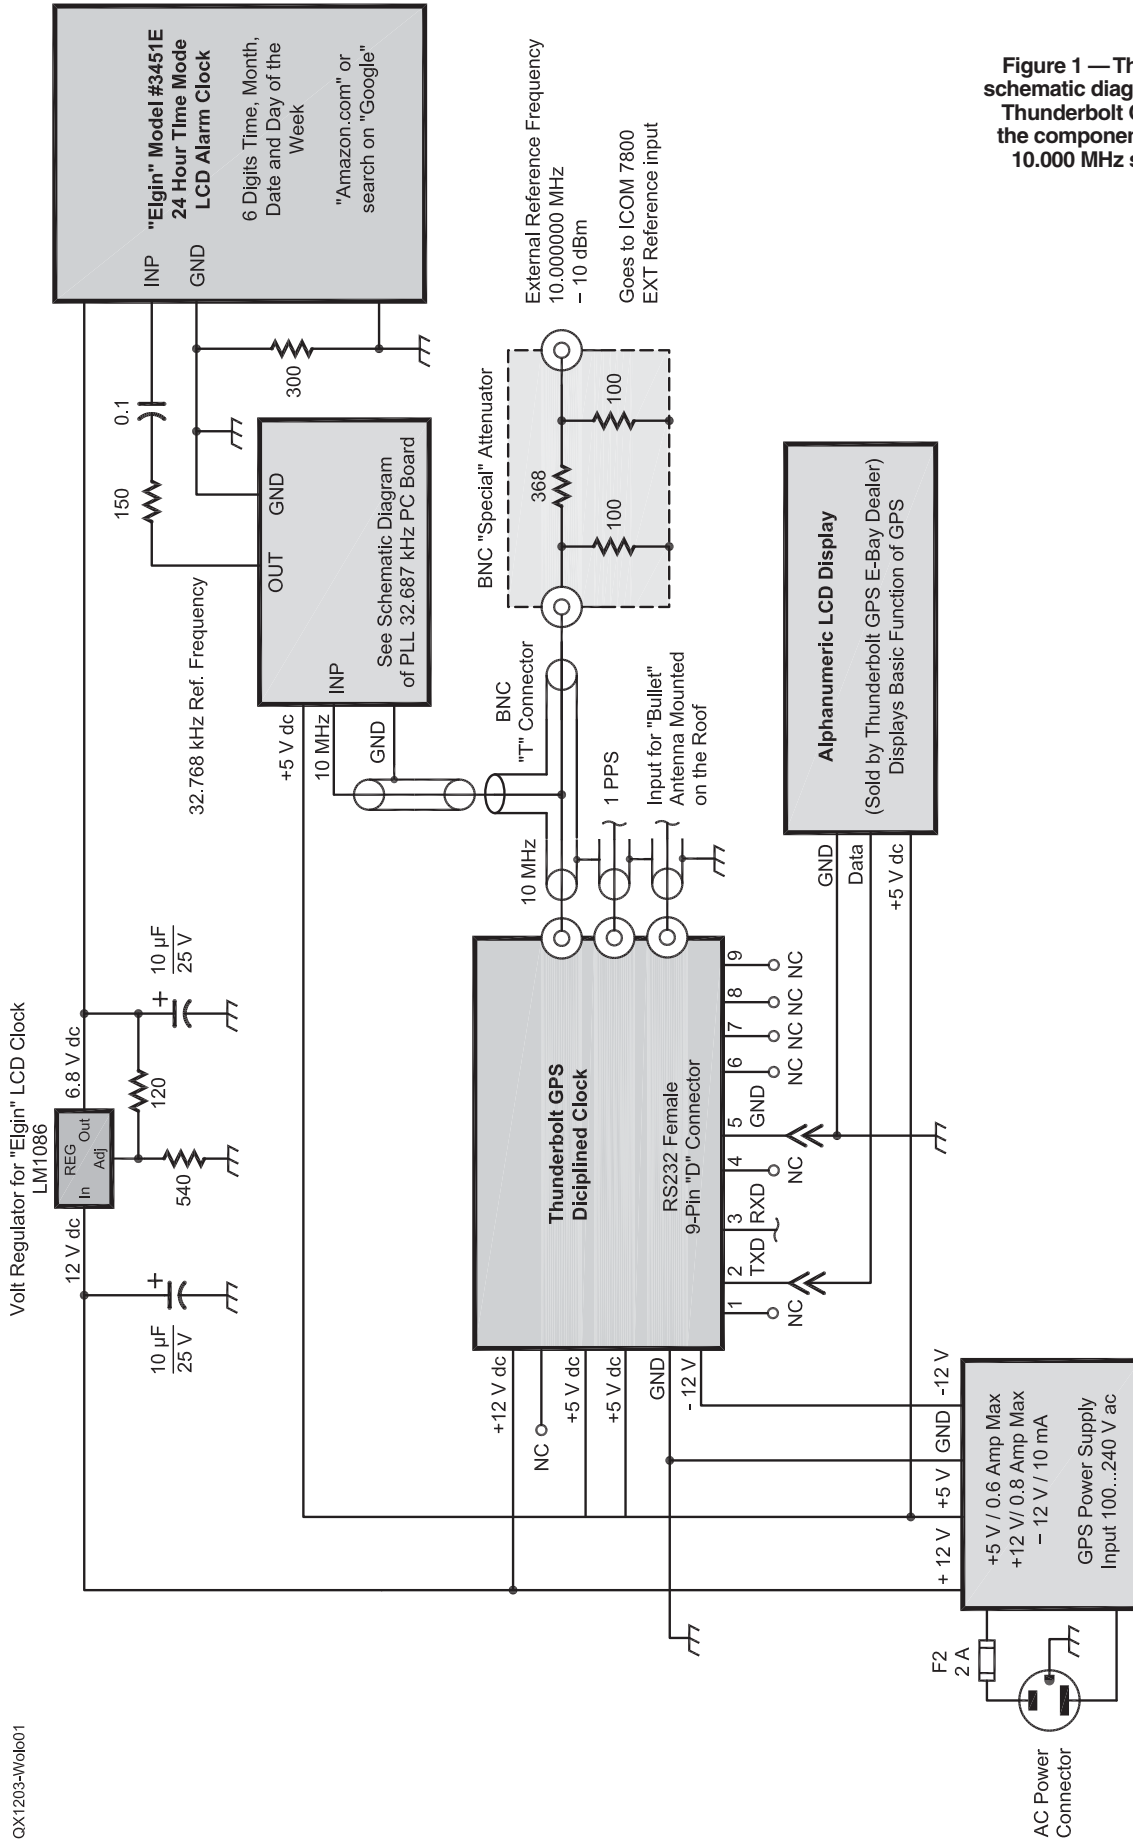 QX1203-Wolo01
Volt Regulator for "Elgin" LCD Clock
LM1086
12 V dc
In
REG
Adj
Out
6.8 V dc
10 µF
25 V
+
540
120
10 µF
25 V
+
"Elgin" Model #3451E
24 Hour TIme Mode
LCD Alarm Clock
6 Digits Time, Month,
Date and Day of the
Week
"Amazon.com" or
search on "Google"
INP
GND
0.1
150
300
32.768 kHz Ref. Frequency
OUT
GND
See Schematic Diagram
of PLL 32.687 kHz PC Board
INP
+5 V dc
10 MHz
GND
BNC
"T" Connector
BNC "Special" Attenuator
368
100
100
External Reference Frequency
10.000000 MHz
– 10 dBm
Goes to ICOM 7800
EXT Reference input
10 MHz
1 PPS
Input for "Bullet"
Antenna Mounted
on the Roof
Thunderbolt GPS
Diciplined Clock
RS232 Female
9-Pin "D" Connector
+12 V dc
NC
+5 V dc
+5 V dc
GND
- 12 V
1
2
3
4
5
6
7
8
9
NC
TXD
RXD
NC
GND
NC
NC
NC
NC
Alphanumeric LCD Display
(Sold by Thunderbolt GPS E-Bay Dealer)
Displays Basic Function of GPS
GND
Data
+5 V dc
+ 12 V
+5 V
GND
-12 V
+5 V / 0.6 Amp Max
+12 V/ 0.8 Amp Max
– 12 V / 10 mA
GPS Power Supply
Input 100...240 V ac
F2
2 A
AC Power
Connector
Figure 1 — Th
schematic diag
Thunderbolt
the componen
10.000 MHz